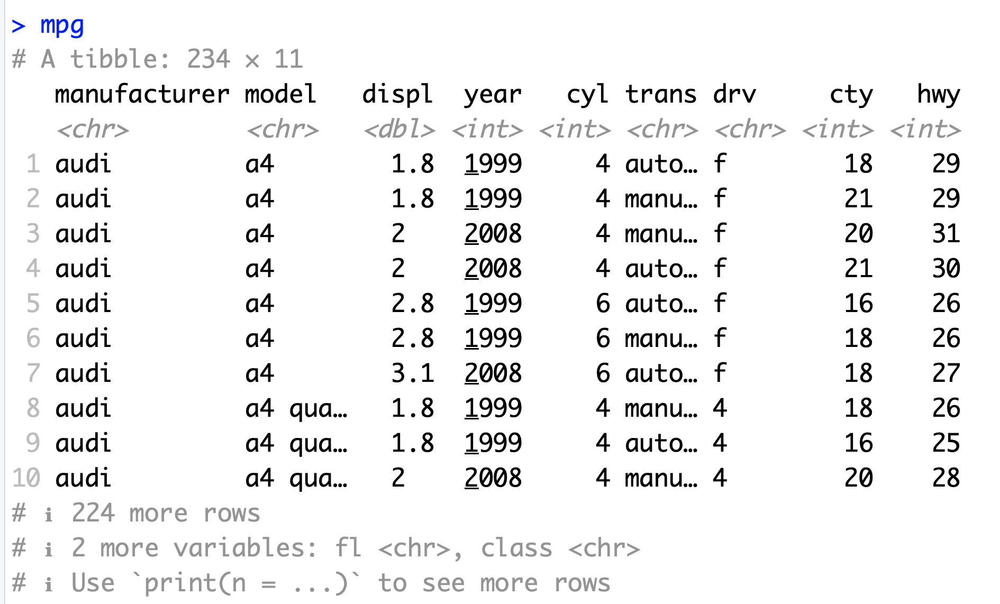 > mpg
# A tibble: 234 × 11
   manufacturer model   displ  year   cyl trans drv     cty   hwy
   <chr>        <chr>   <dbl> <int> <int> <chr> <chr> <int> <int>
 1 audi         a4        1.8  1999     4 auto… f        18    29
 2 audi         a4        1.8  1999     4 manu… f        21    29
 3 audi         a4        2    2008     4 manu… f        20    31
 4 audi         a4        2    2008     4 auto… f        21    30
 5 audi         a4        2.8  1999     6 auto… f        16    26
 6 audi         a4        2.8  1999     6 manu… f        18    26
 7 audi         a4        3.1  2008     6 auto… f        18    27
 8 audi         a4 qua…   1.8  1999     4 manu… 4        18    26
 9 audi         a4 qua…   1.8  1999     4 auto… 4        16    25
10 audi         a4 qua…   2    2008     4 manu… 4        20    28
# ℹ 224 more rows
# ℹ 2 more variables: fl <chr>, class <chr>
# ℹ Use `print(n = ...)` to see more rows